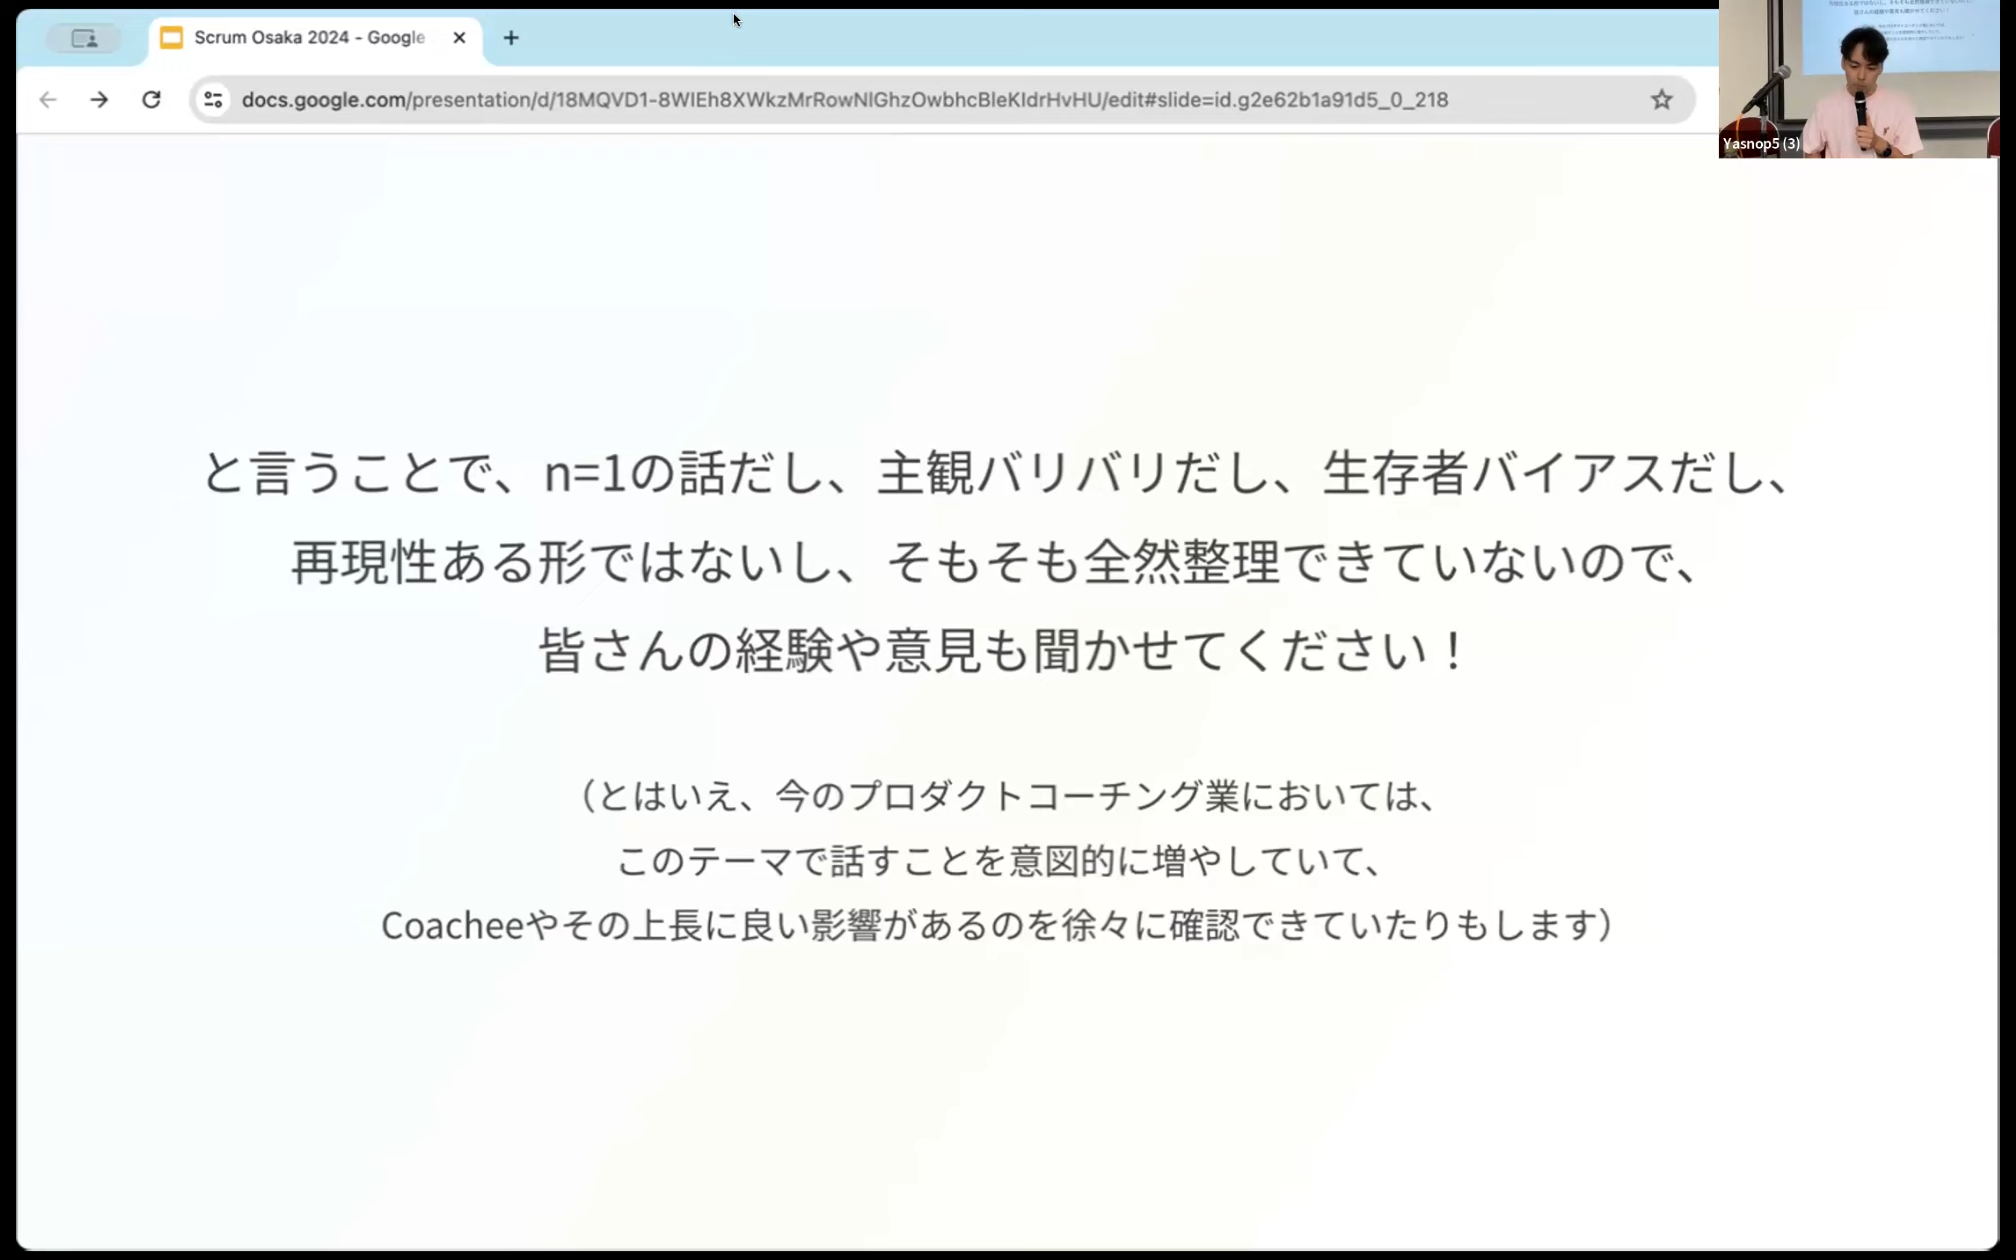 Scrum Osaka 2024 - Google
docs.google.com/presentation/d/18MQVD1-8WIEh8XWkzMrRowNlGhzOwbhcBleKIdrHvHU/edit#slide=id.g2e62b1a91d5_0_218
Yasnop5 (3)
と言うことで、n=1の話だし、主観バリバリだし、生存者バイアスだし、
再現性ある形ではないし、そもそも全然整理できていないので、
皆さんの経験や意見も聞かせてください！
（とはいえ、今のプロダクトコーチング業においては、
このテーマで話すことを意図的に増やしていて、
Coacheeやその上長に良い影響があるのを徐々に確認できていたりもします）